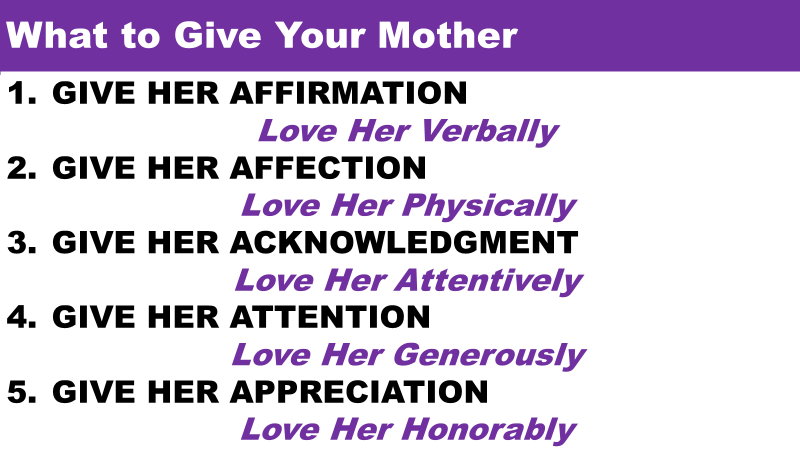 What to Give Your Mother
1. GIVE HER AFFIRMATION
Love Her Verbally
2. GIVE HER AFFECTION
Love Her Physically
3. GIVE HER ACKNOWLEDGMENT
Love Her Attentively
4. GIVE HER ATTENTION
Love Her Generously
5. GIVE HER APPRECIATION
Love Her Honorably